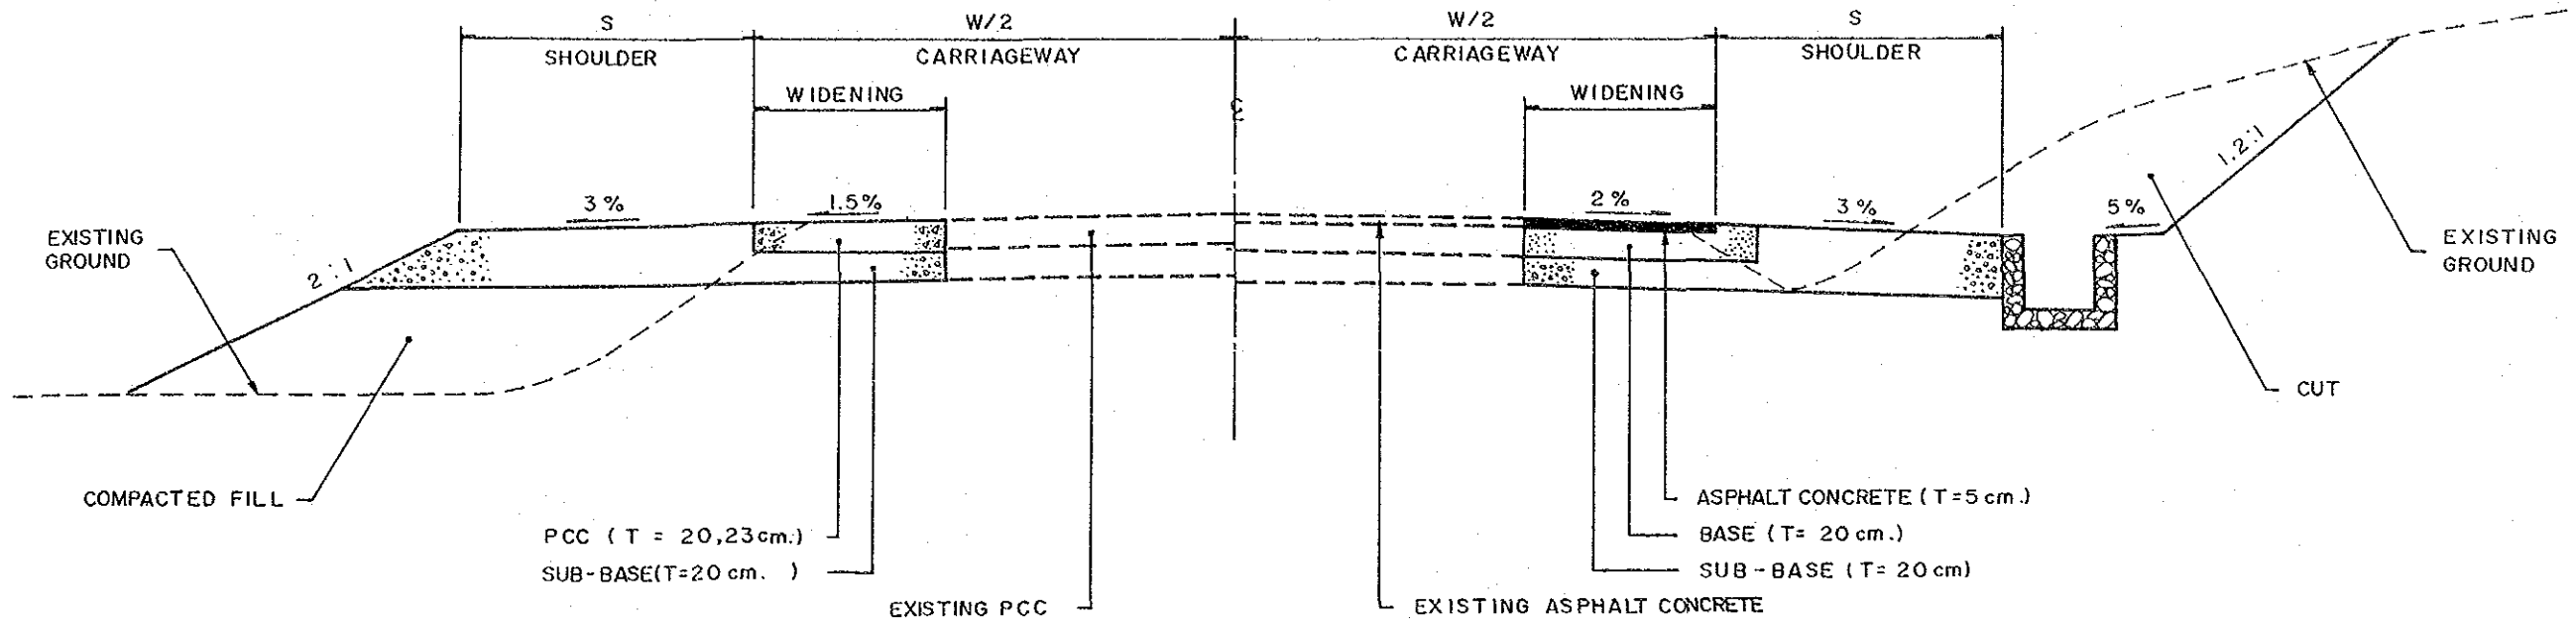 S
W/2
W/2
S
SHOULDER
CARRIAGEWAY
CARRIAGEWAY
SHOULDER
WIDENING
WIDENING
℄
3%
1.5%
2%
3%
5%
1.2:1
2:1
EXISTING
GROUND
EXISTING
GROUND
CUT
COMPACTED FILL
PCC (T = 20,23cm.)
SUB-BASE(T=20 cm. )
EXISTING PCC
ASPHALT CONCRETE (T=5 cm.)
BASE (T= 20 cm.)
SUB-BASE (T= 20 cm)
EXISTING ASPHALT CONCRETE